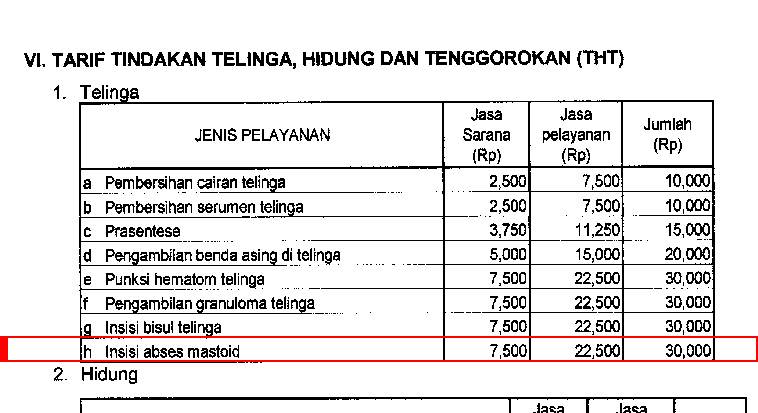 VI. TARIF TINDAKAN TELINGA, HIDUNG DAN TENGGOROKAN (THT)
1. Telinga
JENIS PELAYANAN Jasa Sarana (Rp) Jasa pelayanan (Rp) Jumlah (Rp)
a Pembersihan cairan telinga 2,500 7,500 10,000
b Pembersihan serumen telinga 2,500 7,500 10,000
c Prasentese 3,750 11,250 15,000
d Pengambilan benda asing di telinga 5,000 15,000 20,000
e Punksi hematom telinga 7,500 22,500 30,000
f Pengambilan granuloma telinga 7,500 22,500 30,000
g Insisi bisul telinga 7,500 22,500 30,000
h Insisi abses mastoid 7,500 22,500 30,000
2. Hidung
Jasa Jasa